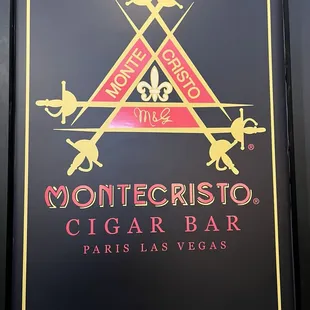 MONTE CRISTO
M&G
®
MONTECRISTO®
CIGAR BAR
PARIS LAS VEGAS